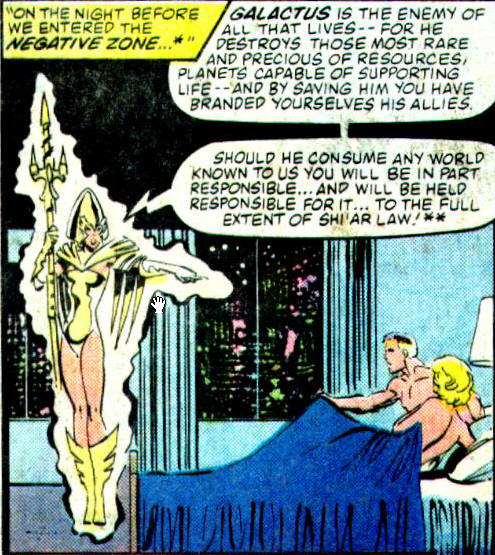 "ON THE NIGHT BEFORE
WE ENTERED THE
NEGATIVE ZONE...*"
GALACTUS IS THE ENEMY OF
ALL THAT LIVES--FOR HE
DESTROYS THOSE MOST RARE
AND PRECIOUS OF RESOURCES,
PLANETS CAPABLE OF SUPPORTING
LIFE--AND BY SAVING HIM YOU HAVE
BRANDED YOURSELVES HIS ALLIES.
SHOULD HE CONSUME ANY WORLD
KNOWN TO US YOU WILL BE IN PART
RESPONSIBLE...AND WILL BE HELD
RESPONSIBLE FOR IT... TO THE FULL
EXTENT OF SHI'AR LAW!**